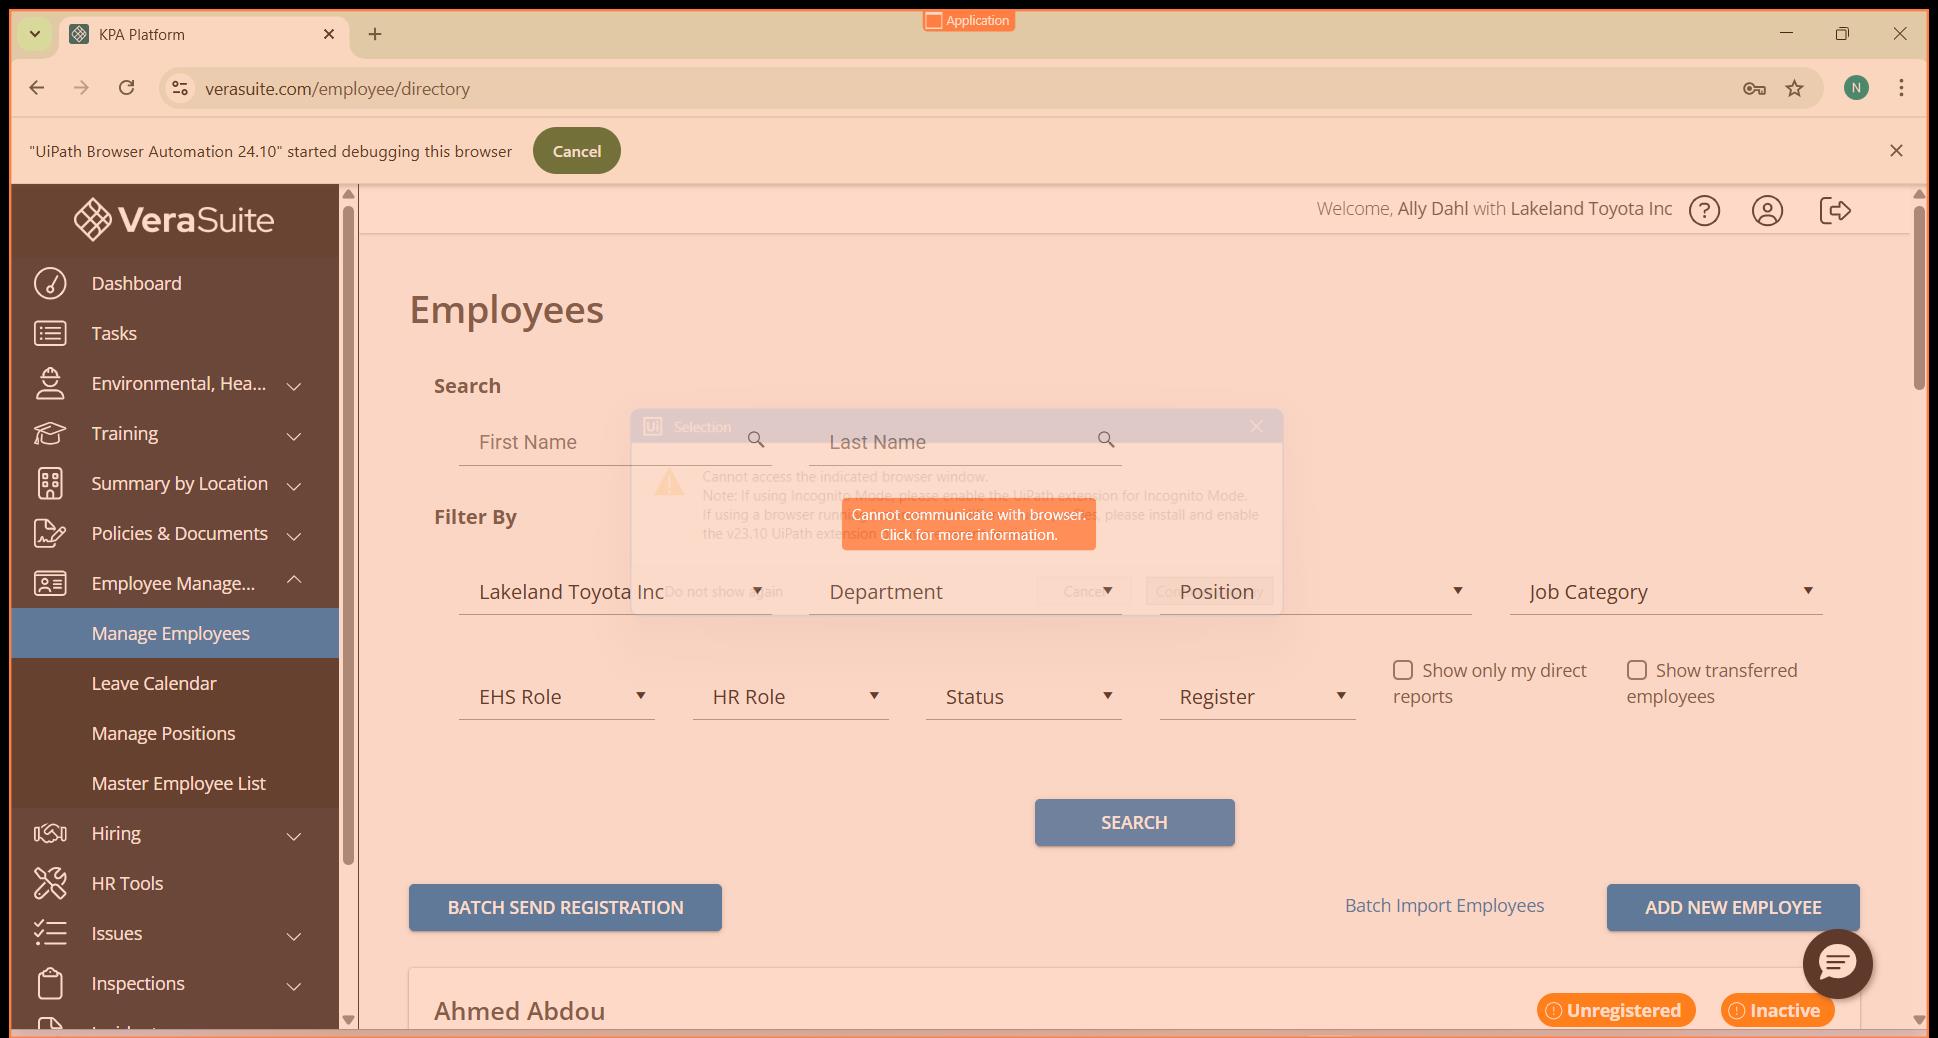 Application
KPA Platform
verasuite.com/employee/directory
N
"UiPath Browser Automation 24.10" started debugging this browser
Cancel
VeraSuite
Welcome, Ally Dahl with Lakeland Toyota Inc
?
Dashboard
Tasks
Environmental, Hea...
Training
Summary by Location
Policies & Documents
Employee Manage...
Manage Employees
Leave Calendar
Manage Positions
Master Employee List
Hiring
HR Tools
Issues
Inspections
Employees
Search
First Name
Last Name
Ui Selection
Cannot access the indicated browser window.
Note: If using Incognito Mode, please enable the UiPath extension for Incognito Mode.
If using a browser running, please install and enable
the v23.10 UiPath extension
Cannot communicate with browser.
Click for more information.
Filter By
Lakeland Toyota Inc
Department
Position
Job Category
Do not show again
Cancel
EHS Role
HR Role
Status
Register
Show only my direct
reports
Show transferred
employees
SEARCH
BATCH SEND REGISTRATION
Batch Import Employees
ADD NEW EMPLOYEE
Ahmed Abdou
Unregistered
Inactive